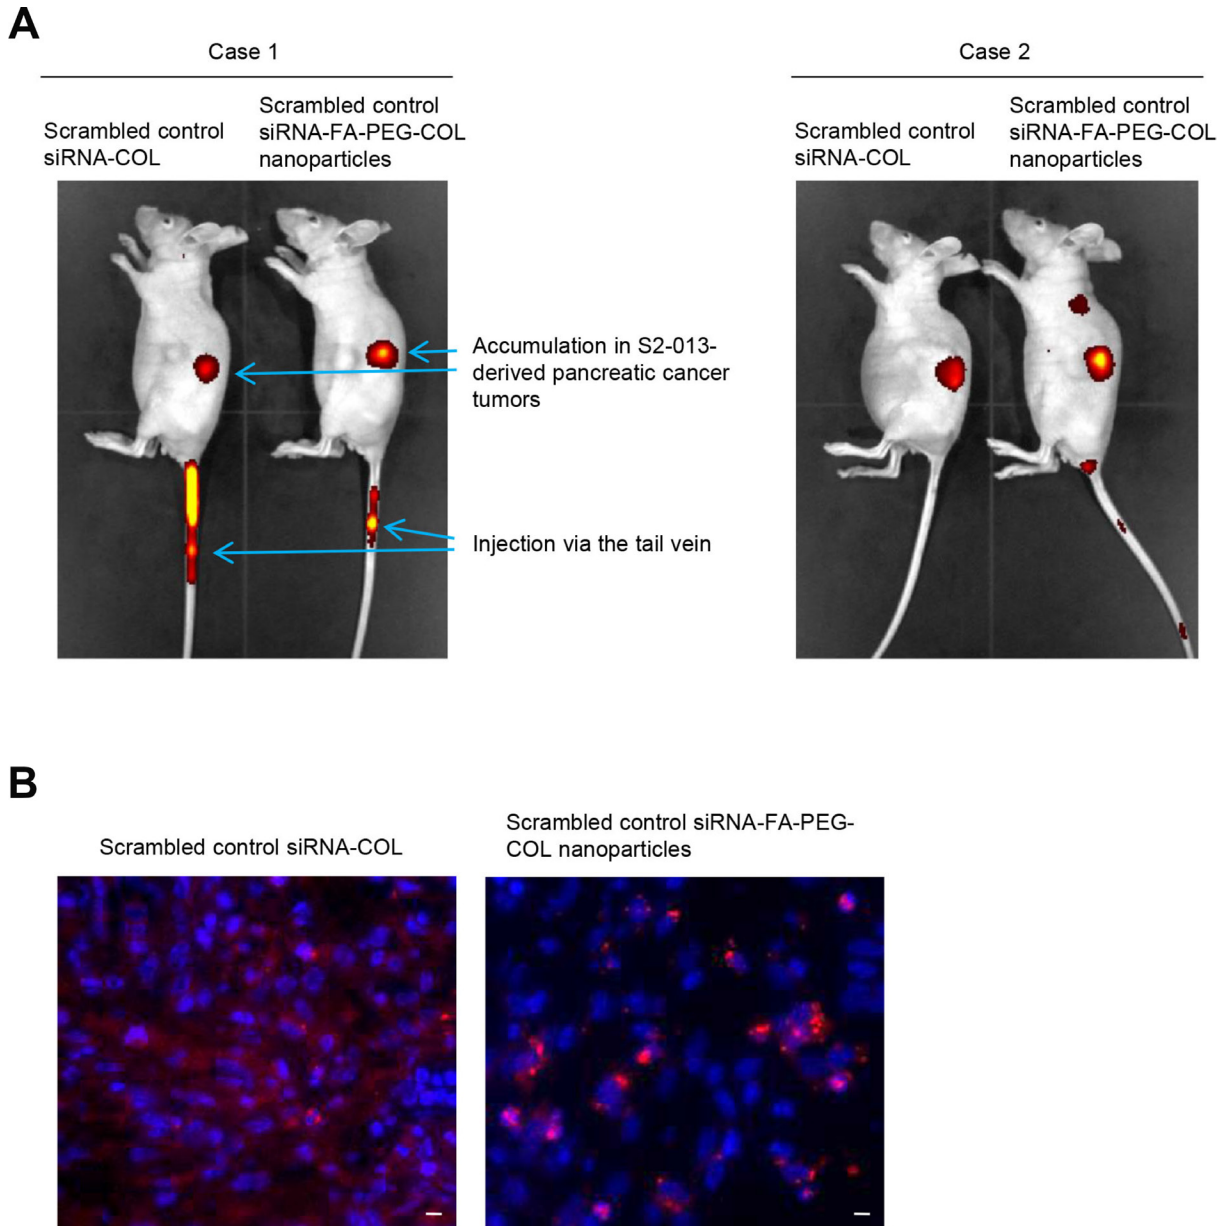 A
Case 1
Case 2
Scrambled control
siRNA-COL
Scrambled control
siRNA-FA-PEG-COL
nanoparticles
Scrambled control
siRNA-COL
Scrambled control
siRNA-FA-PEG-COL
nanoparticles
Accumulation in S2-013-
derived pancreatic cancer
tumors
Injection via the tail vein
B
Scrambled control siRNA-COL
Scrambled control siRNA-FA-PEG-
COL nanoparticles